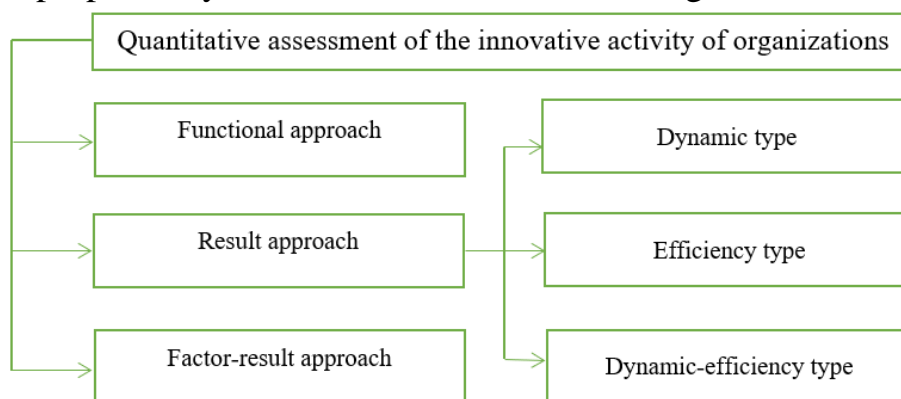 Quantitative assessment of the innovative activity of organizations
Functional approach
Dynamic type
Result approach
Efficiency type
Factor-result approach
Dynamic-efficiency type